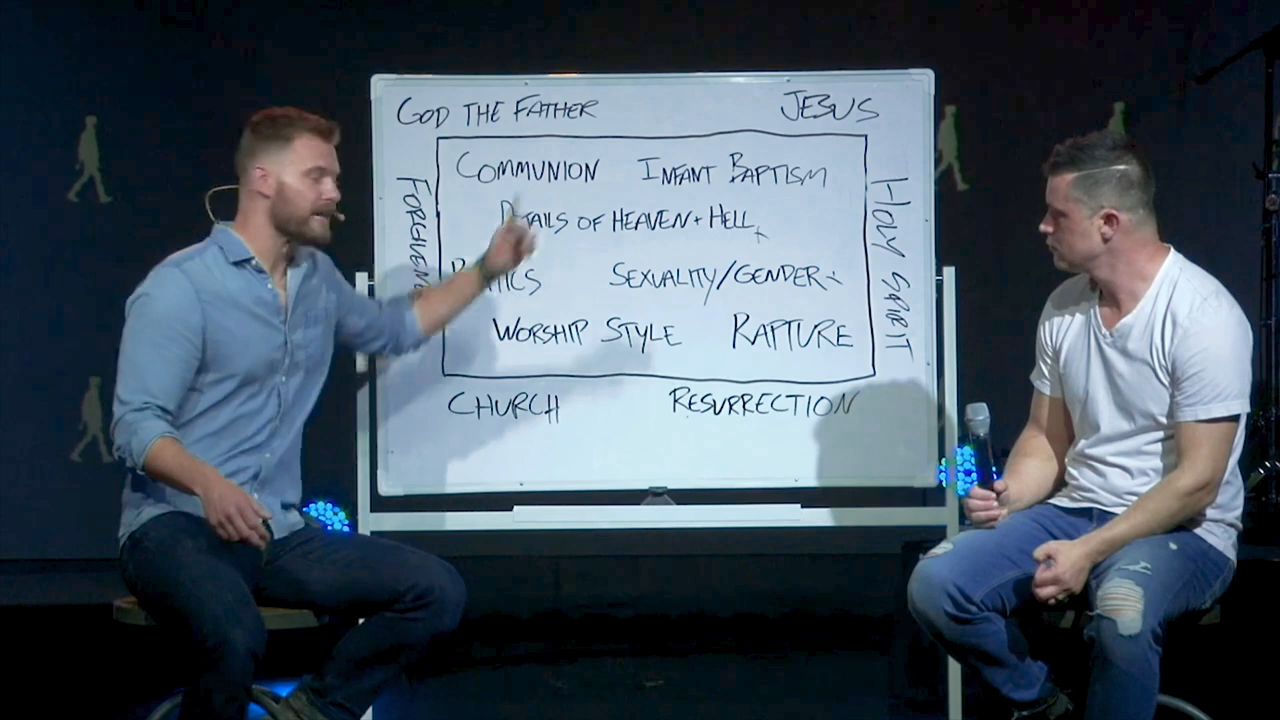 GOD THE FATHER JESUS
COMMUNION INFANT BAPTISM
DETAILS OF HEAVEN + HELL
SEXUALITY/GENDER
WORSHIP STYLE RAPTURE
CHURCH RESURRECTION
HOLY SPIRIT